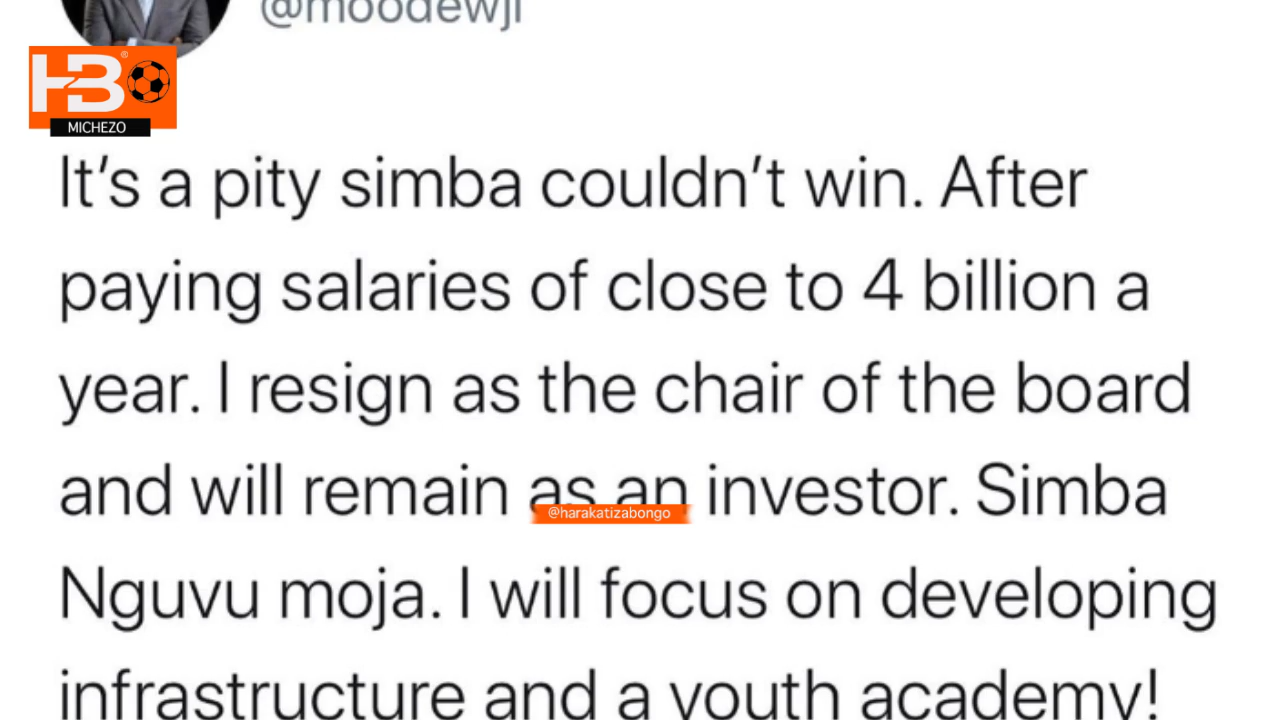 @moodewji
HBO
MICHEZO
It's a pity simba couldn't win. After
paying salaries of close to 4 billion a
year. I resign as the chair of the board
and will remain as an investor. Simba
@harakatizabongo
Nguvu moja. I will focus on developing
infrastructure and a youth academy!